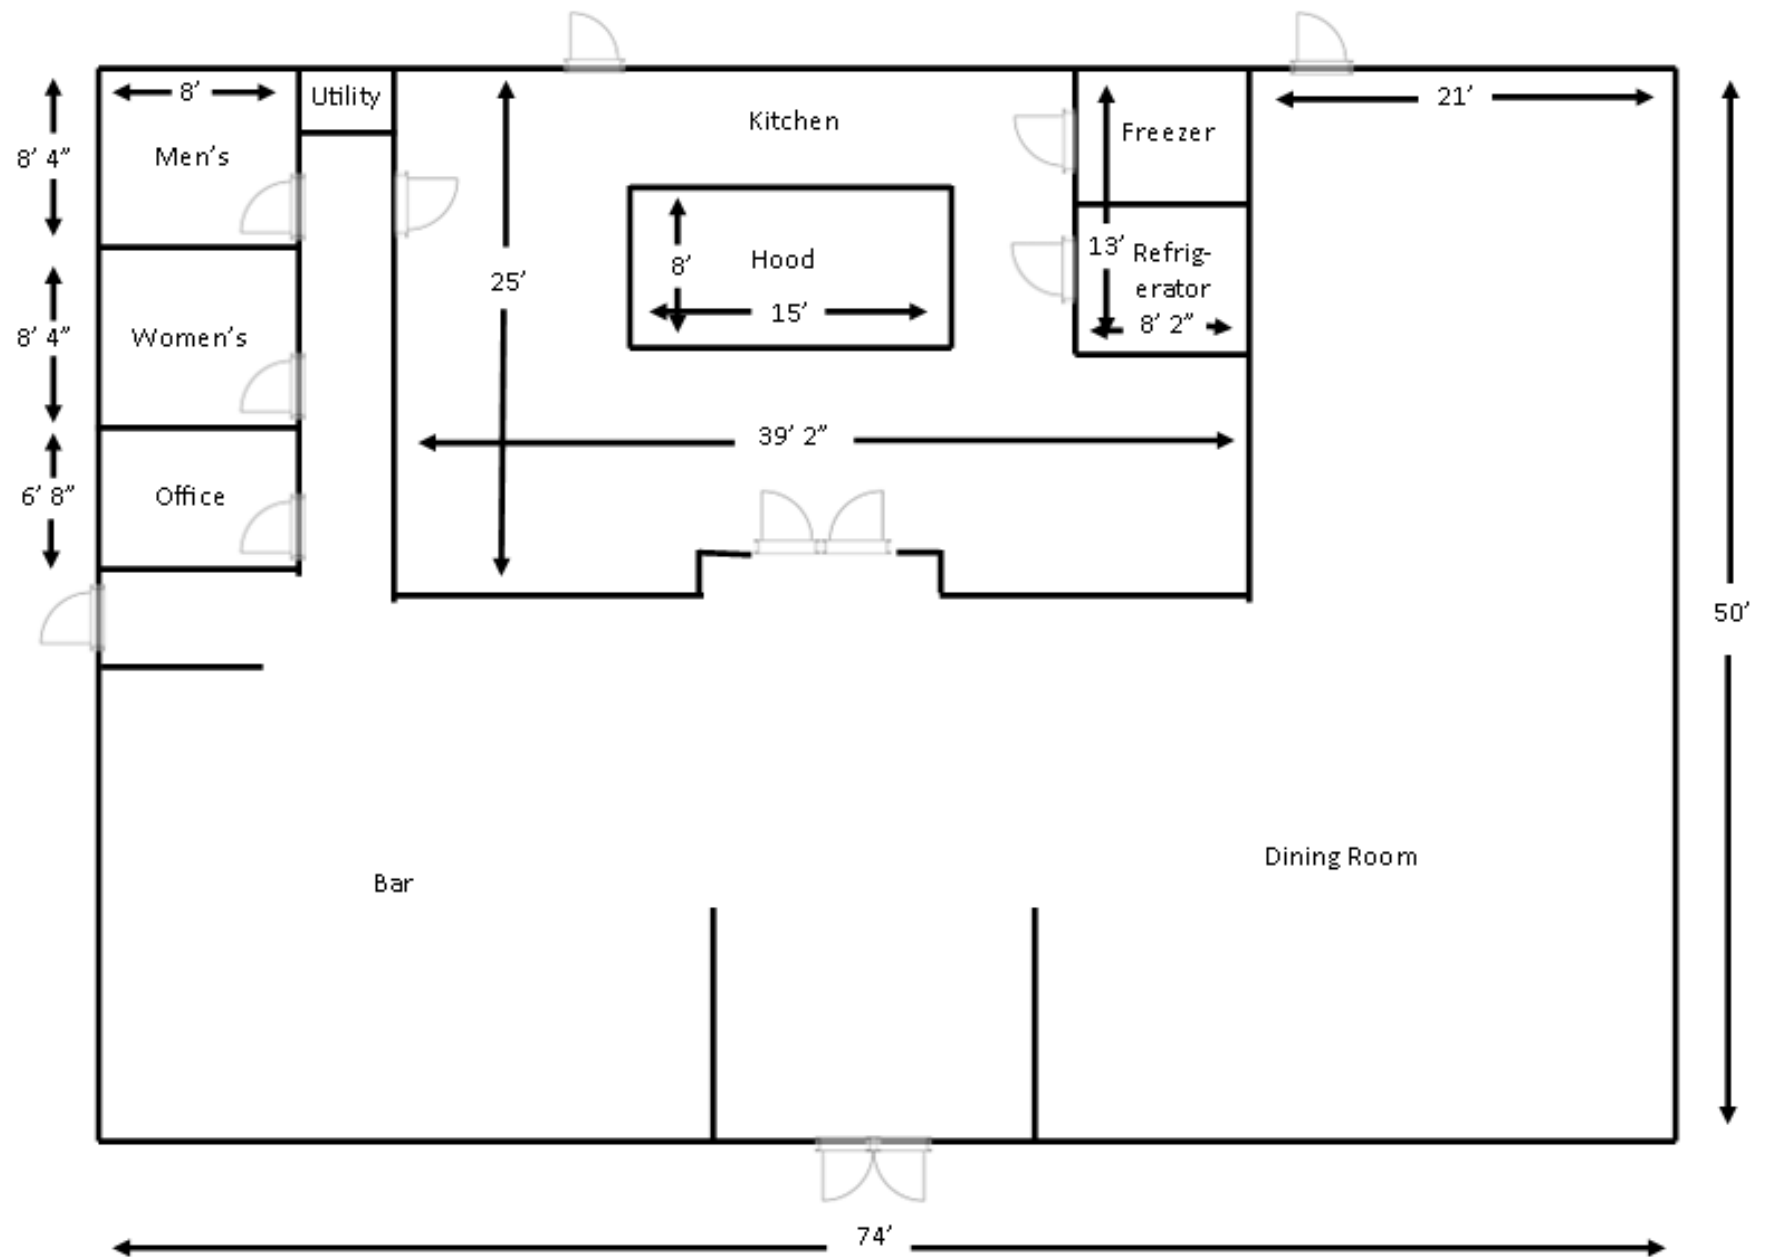 8’
Utility
21’
Kitchen
Freezer
8’ 4”
Men’s
13’
Refrig-
erator
8’ 2”
Hood
8’
15’
25’
8’ 4”
Women’s
39’ 2”
6’ 8”
Office
50’
Dining Room
Bar
74’